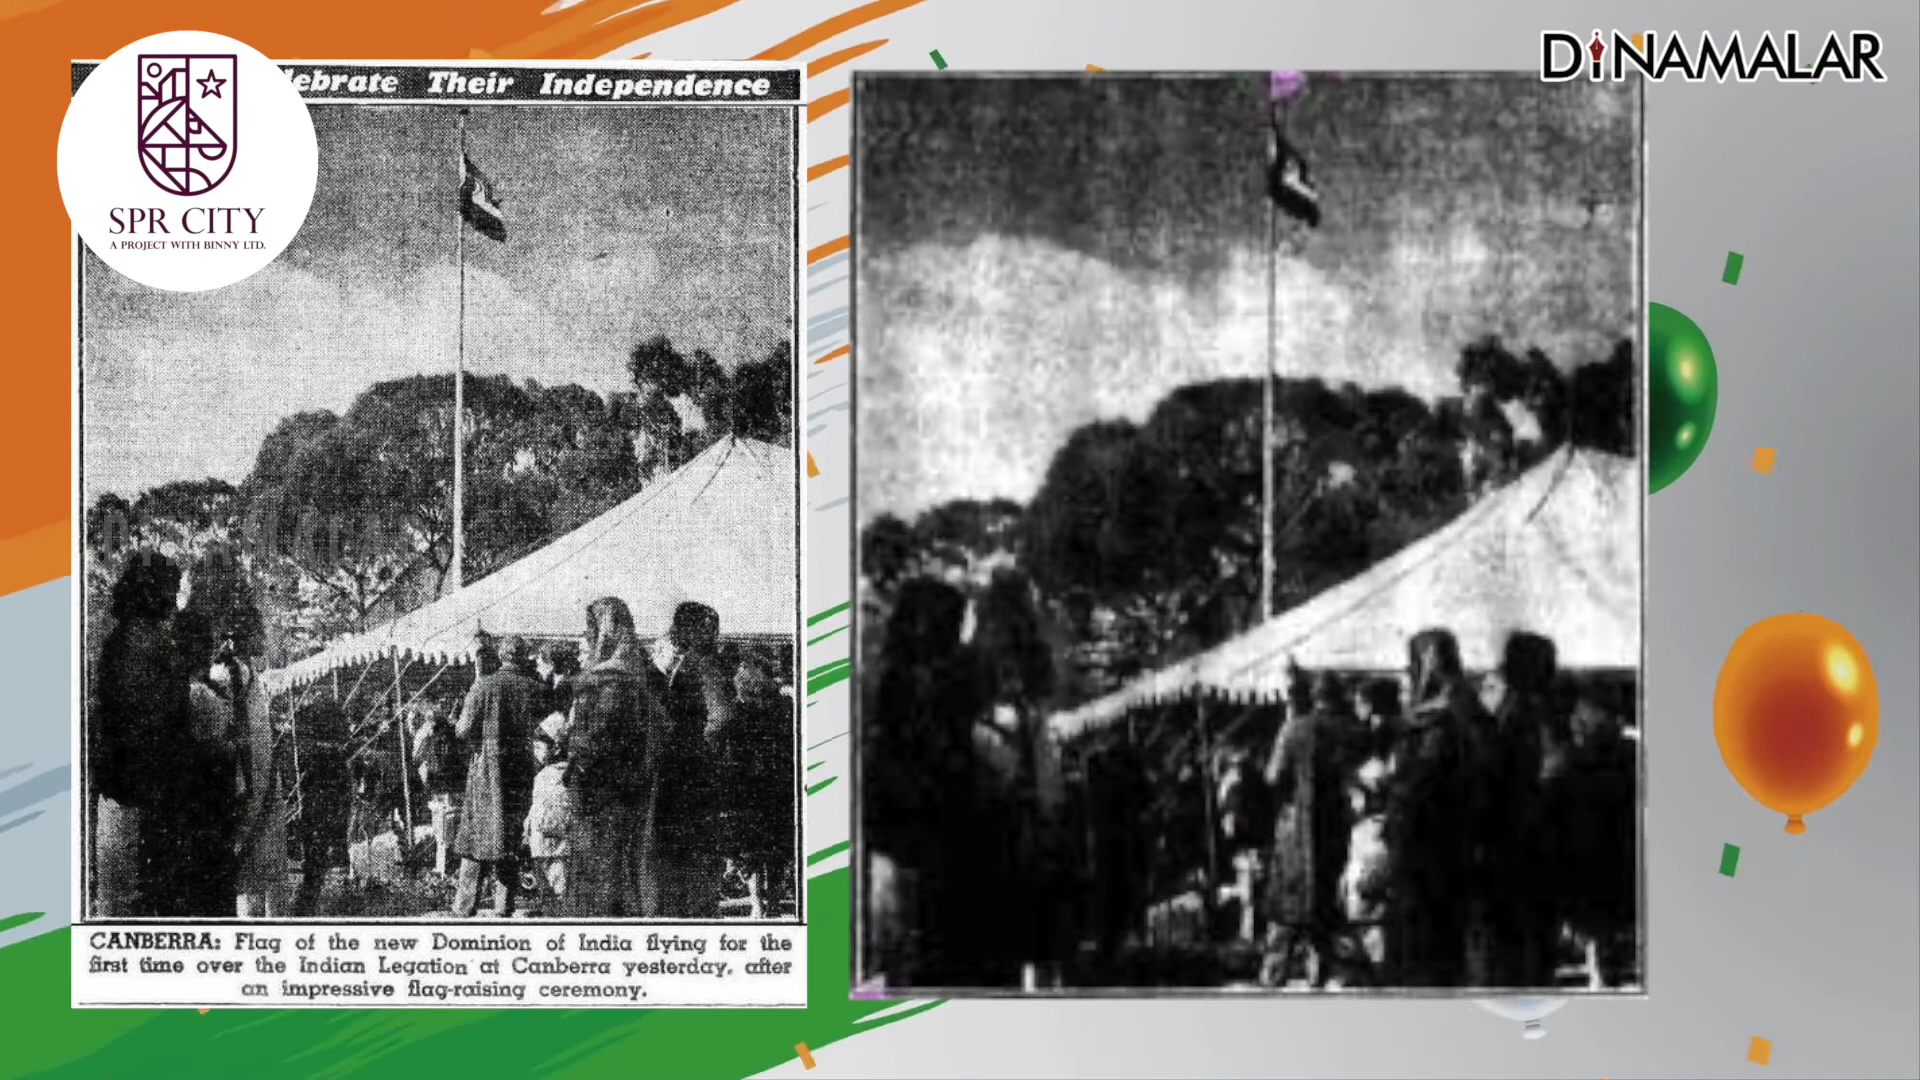 SPR CITY
A PROJECT WITH BINNY LTD.
DiNAMALAR
Their Independence
DINAMALAR
CANBERRA: Flag of the new Dominion of India flying for the
first time over the Indian Legation at Canberra yesterday, after
an impressive flag-raising ceremony.